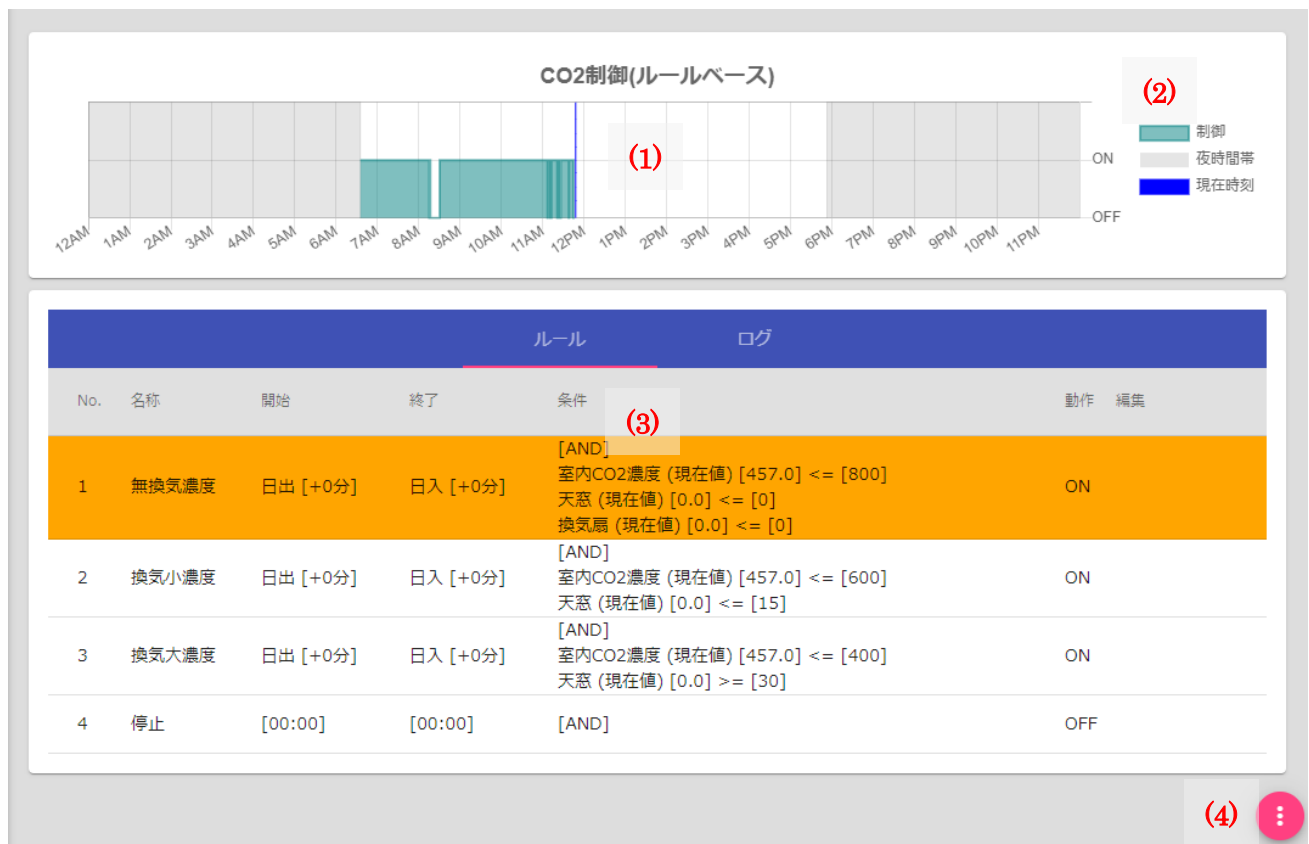 CO2制御(ルールベース)
(1)
(2)
制御
夜時間帯
現在時刻
ON
OFF
12AM 1AM 2AM 3AM 4AM 5AM 6AM 7AM 8AM 9AM 10AM 11AM 12PM 1PM 2PM 3PM 4PM 5PM 6PM 7PM 8PM 9PM 10PM 11PM
ルール ログ
No. 名称 開始 終了 条件 動作 編集
(3)
[AND]
1 無換気濃度 日出 [+0分] 日入 [+0分] 室内CO2濃度 (現在値) [457.0] <= [800] ON
天窓 (現在値) [0.0] <= [0]
換気扇 (現在値) [0.0] <= [0]
[AND]
2 換気小濃度 日出 [+0分] 日入 [+0分] 室内CO2濃度 (現在値) [457.0] <= [600] ON
天窓 (現在値) [0.0] <= [15]
[AND]
3 換気大濃度 日出 [+0分] 日入 [+0分] 室内CO2濃度 (現在値) [457.0] <= [400] ON
天窓 (現在値) [0.0] >= [30]
4 停止 [00:00] [00:00] [AND] OFF
(4)